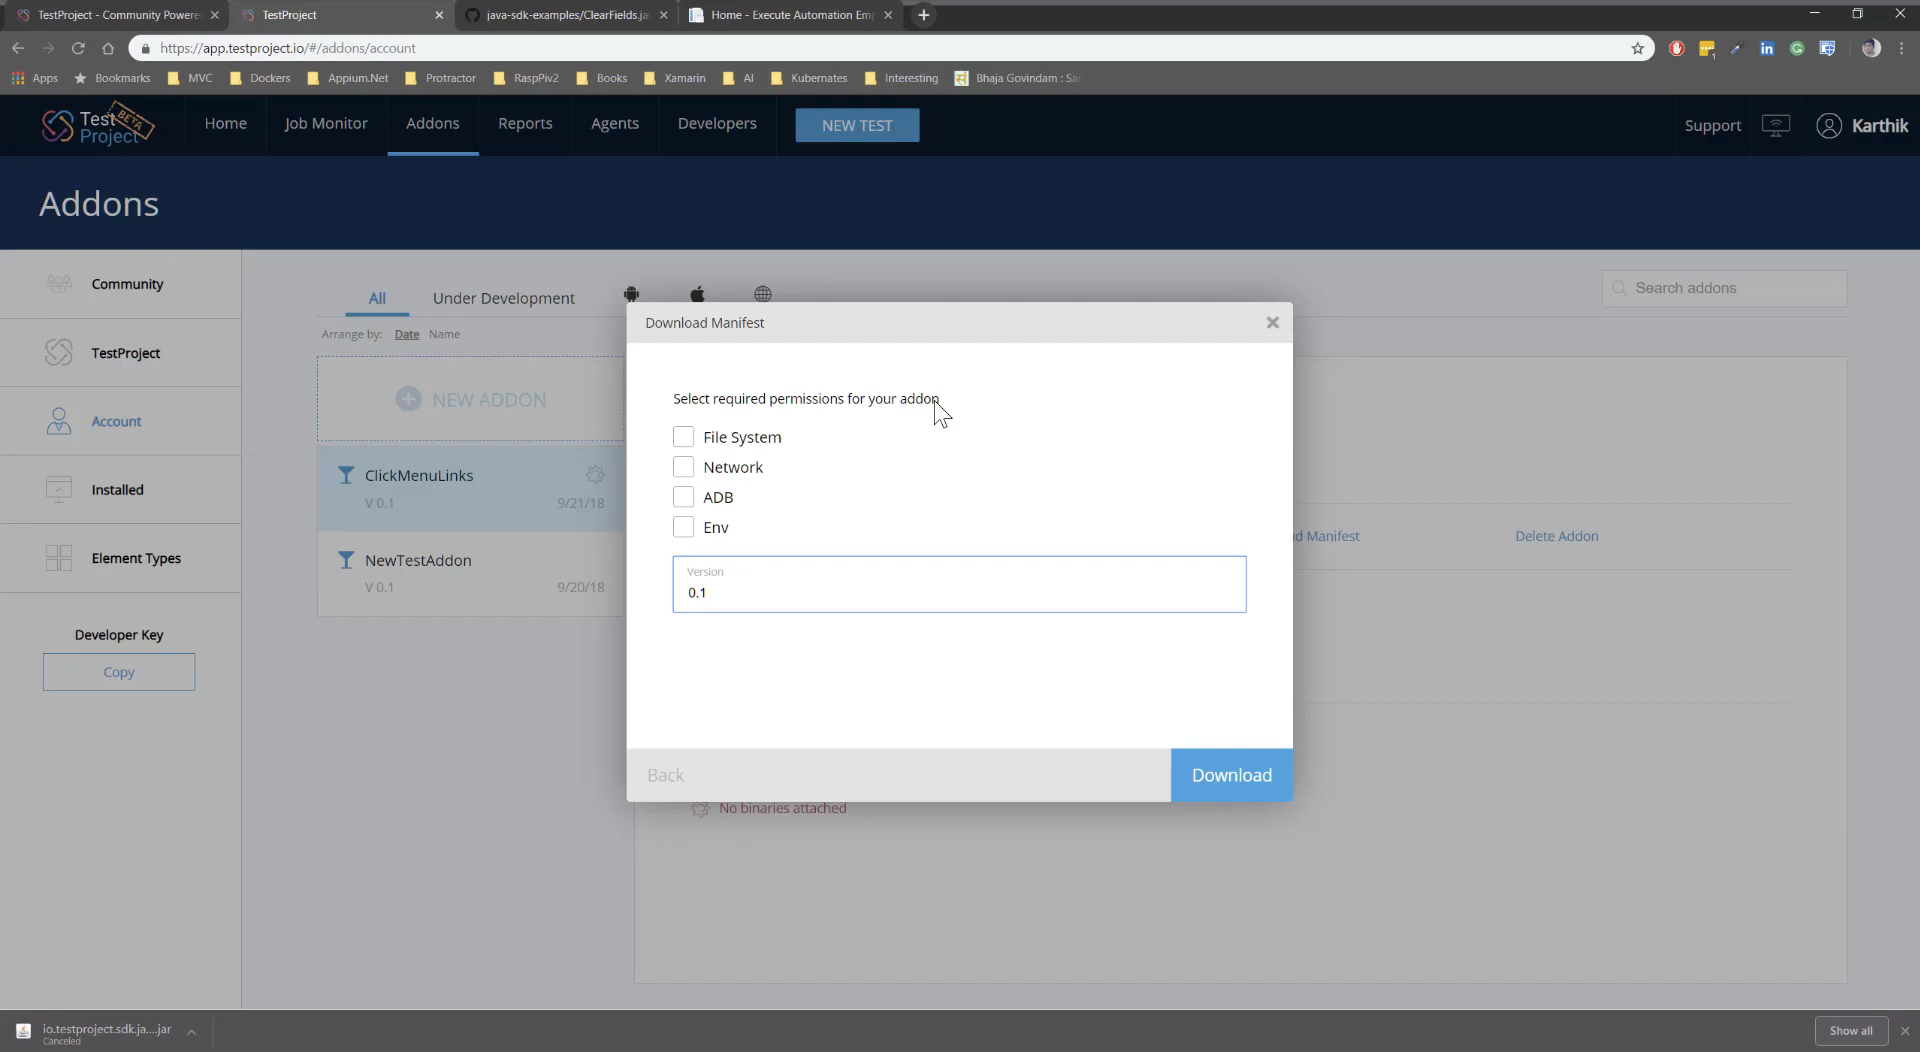 TestProject - Community Powere
TestProject
java-sdk-examples/ClearFields.ja
Home - Execute Automation Emp
https://app.testproject.io/#/addons/account
Apps
Bookmarks
MVC
Dockers
Appium.Net
Protractor
RaspPiv2
Books
Xamarin
AI
Kubernates
Interesting
Bhaja Govindam : Sa
Test
Project
BETA
Home
Job Monitor
Addons
Reports
Agents
Developers
NEW TEST
Support
Karthik
Addons
Community
TestProject
Account
Installed
Element Types
Developer Key
Copy
All
Under Development
Search addons
Arrange by: Date Name
NEW ADDON
ClickMenuLinks
V 0.1
9/21/18
NewTestAddon
V 0.1
9/20/18
Download Manifest
Select required permissions for your addon
File System
Network
ADB
Env
Version
0.1
Back
Download
d Manifest
Delete Addon
No binaries attached
io.testproject.sdk.ja....jar
Canceled
Show all